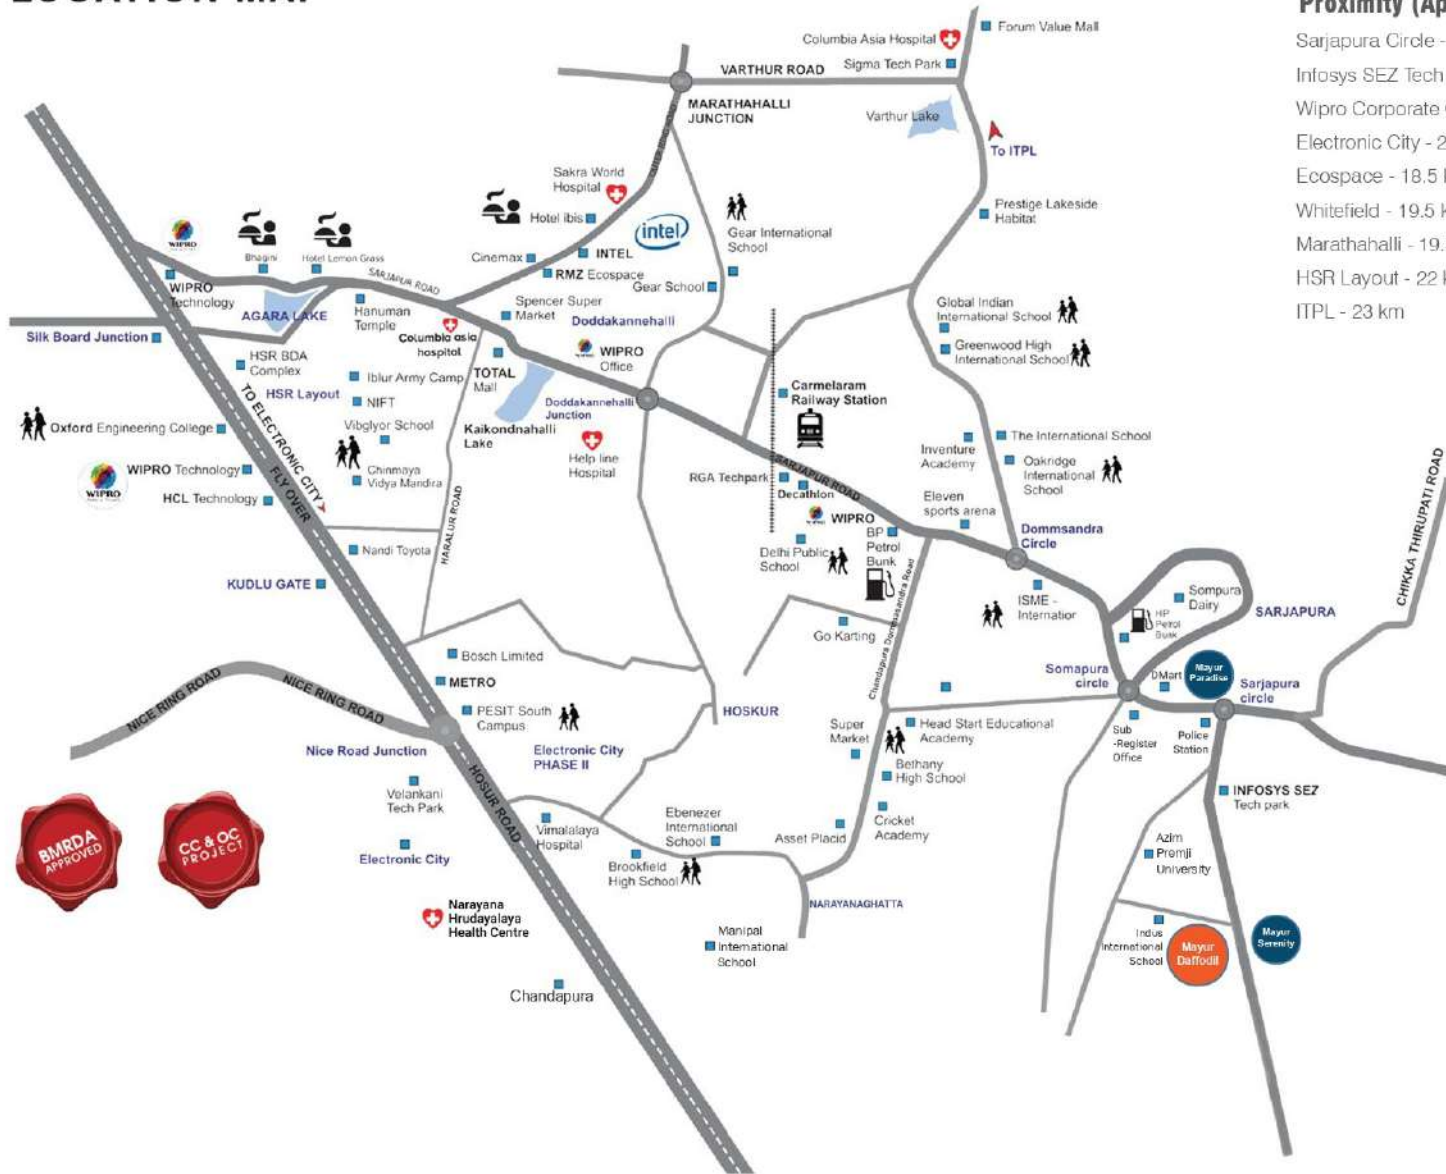 LOCATION MAP
Proximity (Ap
Sarjapura Circle -
Infosys SEZ Tech
Wipro Corporate
Electronic City - 2
Ecospace - 18.5
Whitefield - 19.5
Marathahalli - 19.
HSR Layout - 22
ITPL - 23 km
Forum Value Mall
Columbia Asia Hospital
Sigma Tech Park
VARTHUR ROAD
MARATHAHALLI
JUNCTION
OUTER RING ROAD
Varthur Lake
To ITPL
Sakra World
Hospital
Hotel ibis
intel
INTEL
Cinemax
RMZ Ecospace
Gear International
School
Gear School
Prestige Lakeside
Habitat
WIPRO
WIPRO
Technology
Bhagini
Hotel Lemon Grass
SARJAPUR ROAD
AGARA LAKE
Hanuman
Temple
Spencer Super
Market
Doddakannehalli
Columbia asia
hospital
Silk Board Junction
HSR BDA
Complex
HSR Layout
Iblur Army Camp
NIFT
TOTAL
Mall
WIPRO
Office
Doddakannehalli
Junction
Kaikondnahalli
Lake
Help line
Hospital
Global Indian
International School
Greenwood High
International School
Carmelaram
Railway Station
Oxford Engineering College
Vibglyor School
Chinmaya
Vidya Mandira
WIPRO
WIPRO Technology
HCL Technology
TO ELECTRONIC CITY
FLY OVER
HARALUR ROAD
Nandi Toyota
KUDLU GATE
RGA Techpark
SARJAPUR ROAD
Decathlon
WIPRO
Delhi Public
School
BP
Petrol
Bunk
Inventure
Academy
The International School
Oakridge
International
School
Eleven
sports arena
Dommsandra
Circle
ISME -
Internatior
CHIKKA THIRUPATI ROAD
Sompura
Dairy
SARJAPURA
HP
Petrol
Bunk
Go Karting
Chandapura Dommasandra Road
Somapura
circle
DMart
Mayur
Paradise
Sarjapura
circle
Bosch Limited
METRO
PESIT South
Campus
NICE RING ROAD
NICE RING ROAD
Nice Road Junction
Electronic City
PHASE II
HOSKUR
Super
Market
Head Start Educational
Academy
Bethany
High School
Sub
-Register
Office
Police
Station
INFOSYS SEZ
Tech park
Velankani
Tech Park
HOSUR ROAD
Vimalalaya
Hospital
Ebenezer
International
School
Asset Placid
Cricket
Academy
Azim
Premji
University
BMRDA
APPROVED
CC & OC
PROJECT
Electronic City
Brookfield
High School
NARAYANAGHATTA
Narayana
Hrudayalaya
Health Centre
Manipal
International
School
Indus
International
School
Mayur
Daffodil
Mayur
Serenity
Chandapura